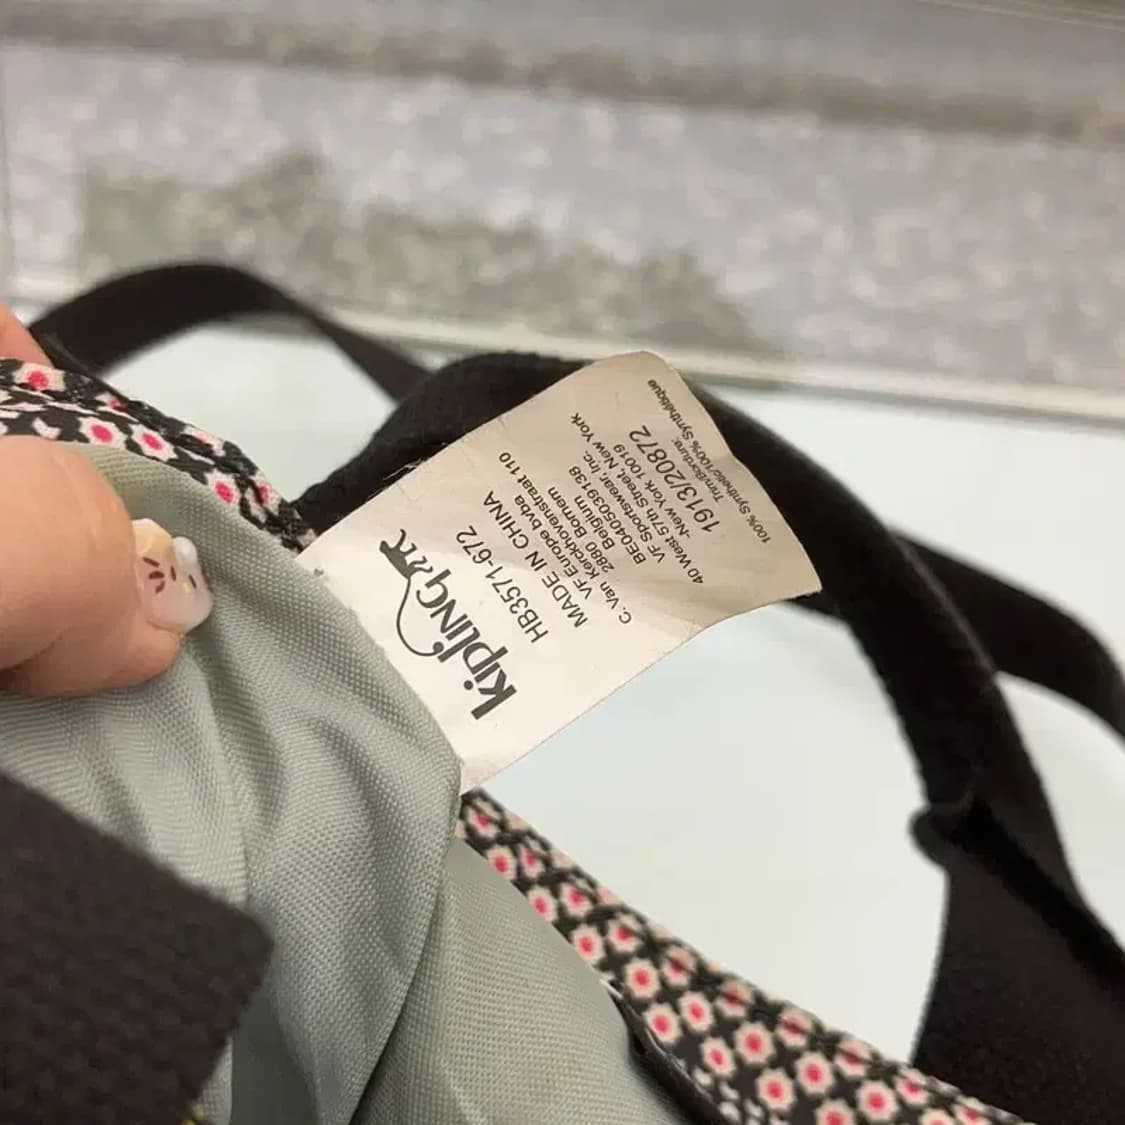 kipling
HB3571-672
MADE IN CHINA
VF Europe bvba
C. Van Kerckhovenstraat 110
2880 Bornem
Belgium
BE0405039138
VF Sportswear, Inc.
40 West 57th Street, New York
-New York 10019
1913/20872
Trim/Bordure:
100% Synthetic/100% Synthétique